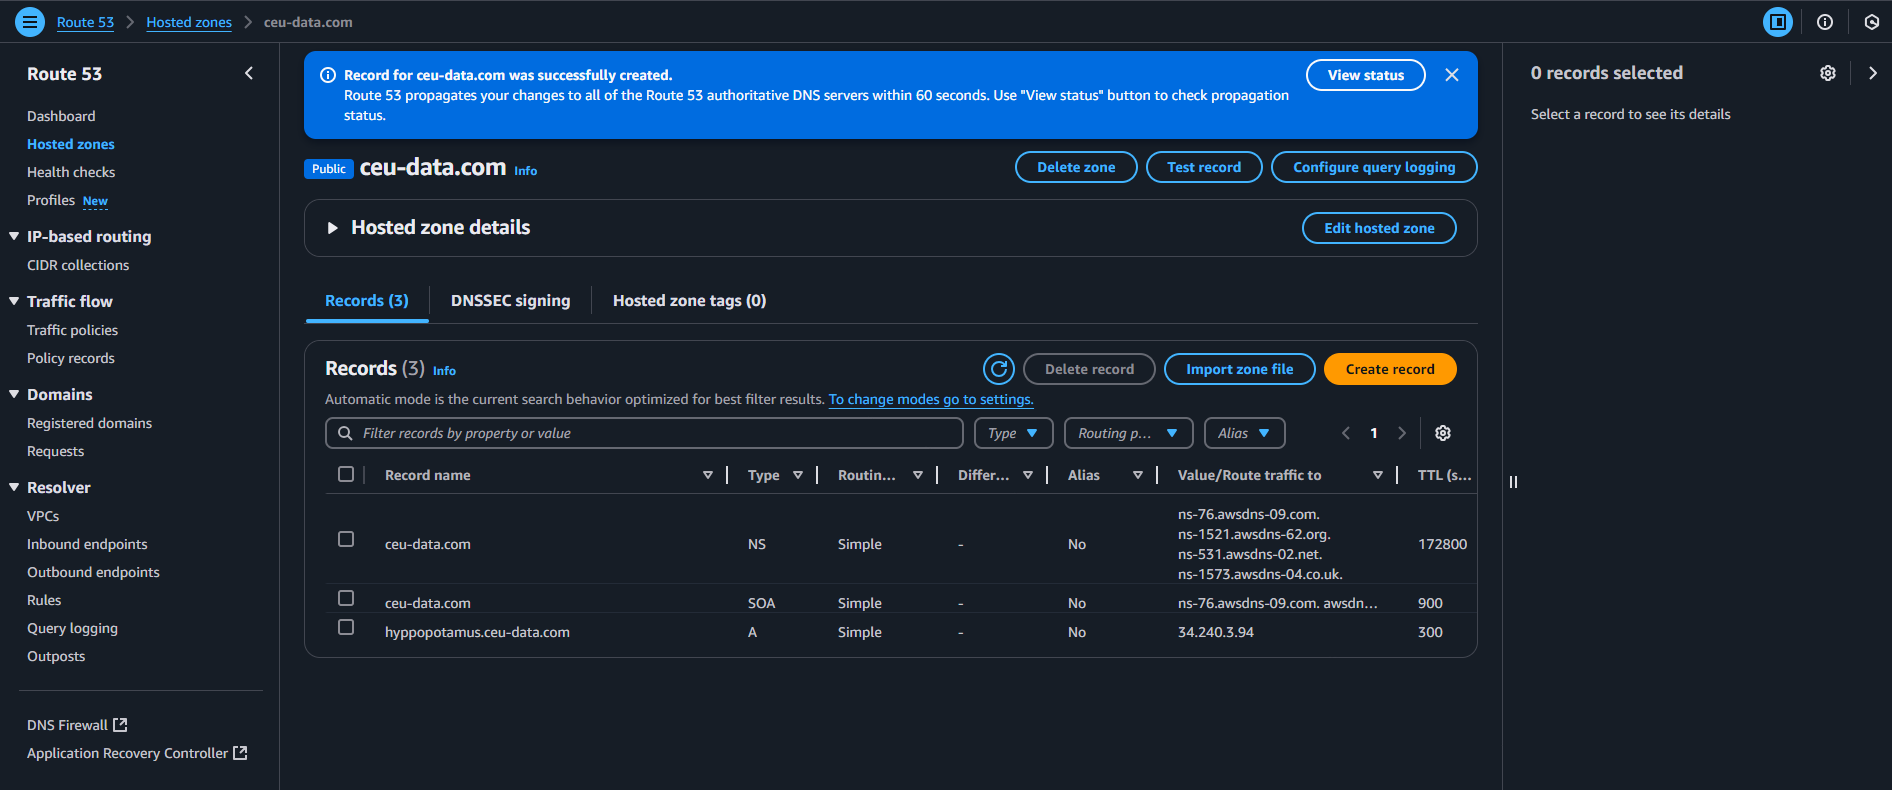 Route 53 > Hosted zones > ceu-data.com
Route 53
Dashboard
Hosted zones
Health checks
Profiles New
IP-based routing
CIDR collections
Traffic flow
Traffic policies
Policy records
Domains
Registered domains
Requests
Resolver
VPCs
Inbound endpoints
Outbound endpoints
Rules
Query logging
Outposts
DNS Firewall
Application Recovery Controller
Record for ceu-data.com was successfully created.
Route 53 propagates your changes to all of the Route 53 authoritative DNS servers within 60 seconds. Use "View status" button to check propagation
status.
View status
Public ceu-data.com Info
Delete zone Test record Configure query logging
Hosted zone details
Edit hosted zone
Records (3) DNSSEC signing Hosted zone tags (0)
Records (3) Info
Delete record Import zone file Create record
Automatic mode is the current search behavior optimized for best filter results. To change modes go to settings.
Filter records by property or value Type Routing p... Alias 1
Record name Type Routin... Differ... Alias Value/Route traffic to TTL (s...
ceu-data.com NS Simple - No
ns-76.awsdns-09.com.
ns-1521.awsdns-62.org.
ns-531.awsdns-02.net.
ns-1573.awsdns-04.co.uk.
172800
ceu-data.com SOA Simple - No ns-76.awsdns-09.com. awsdn... 900
hyppopotamus.ceu-data.com A Simple - No 34.240.3.94 300
0 records selected
Select a record to see its details